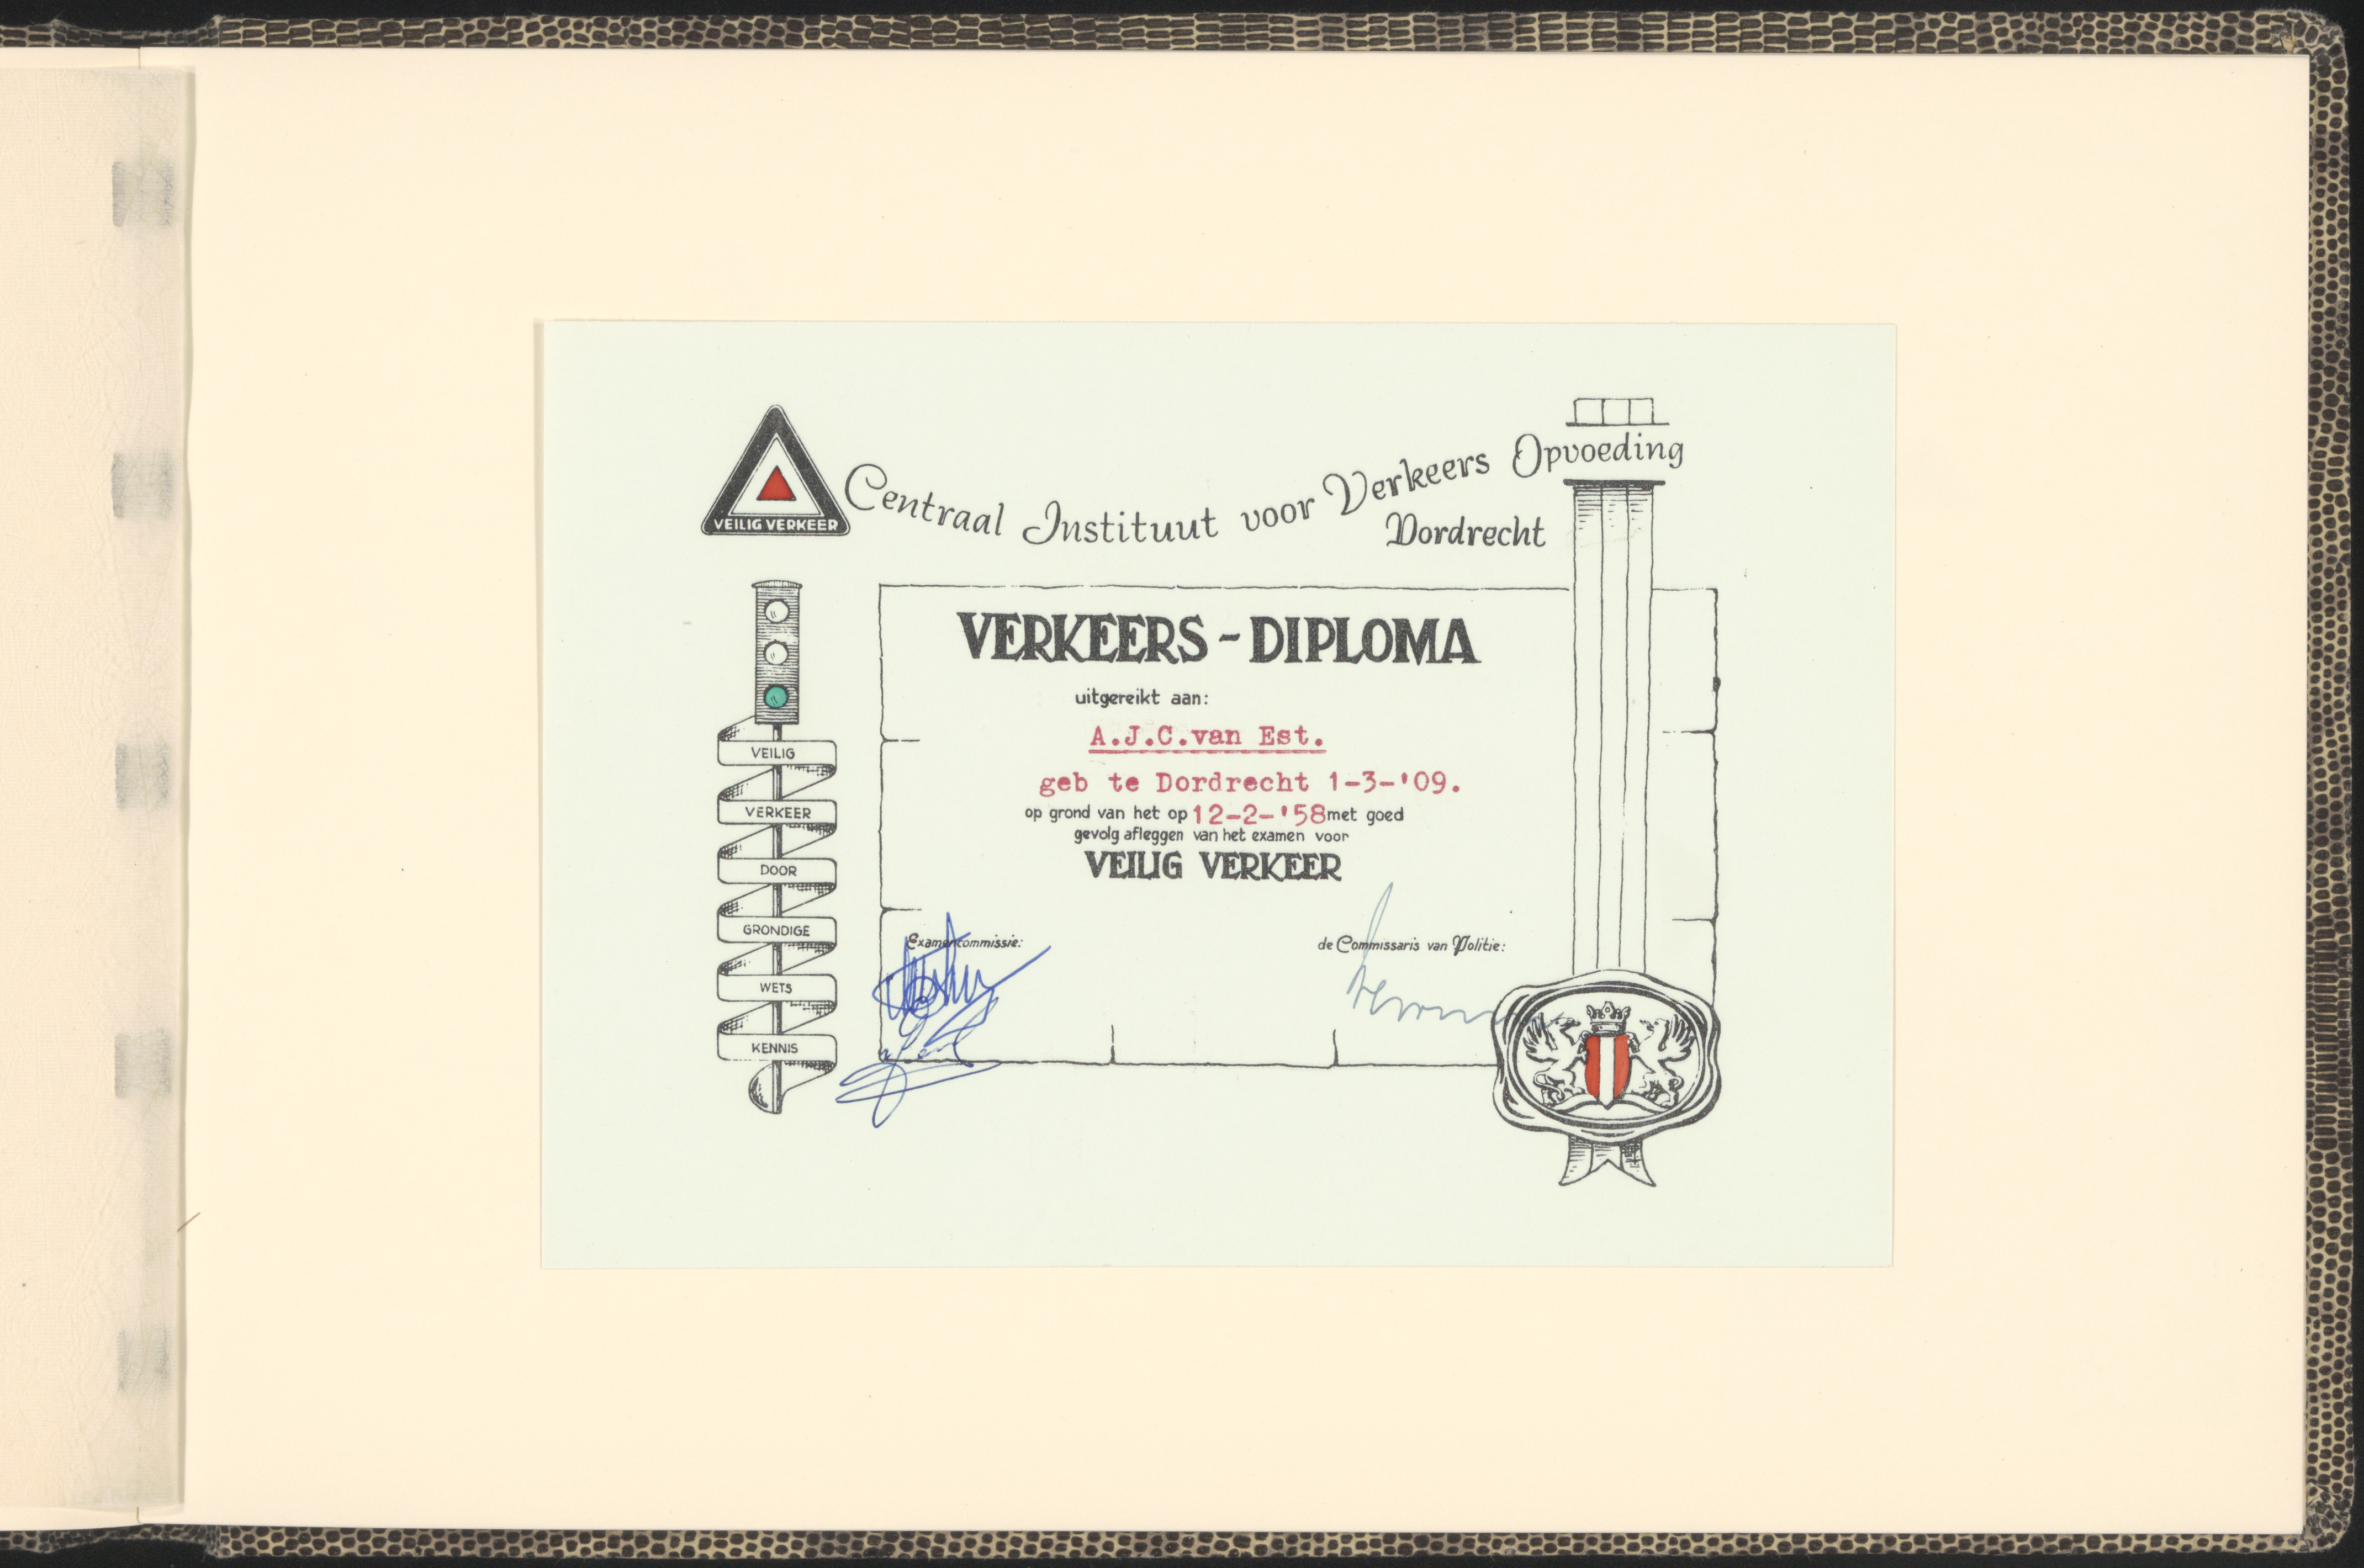 VEILIG VERKEER
Centraal Instituut voor Verkeers Opvoeding
Dordrecht
VERKEERS - DIPLOMA
uitgereikt aan:
A.J.C.van Est.
geb te Dordrecht 1-3-'09.
op grond van het op 12-2-'58 met goed
gevolg afleggen van het examen voor
VEILIG VERKEER
Examencommissie:
de Commissaris van Politie:
VEILIG
VERKEER
DOOR
GRONDIGE
WETS
KENNIS